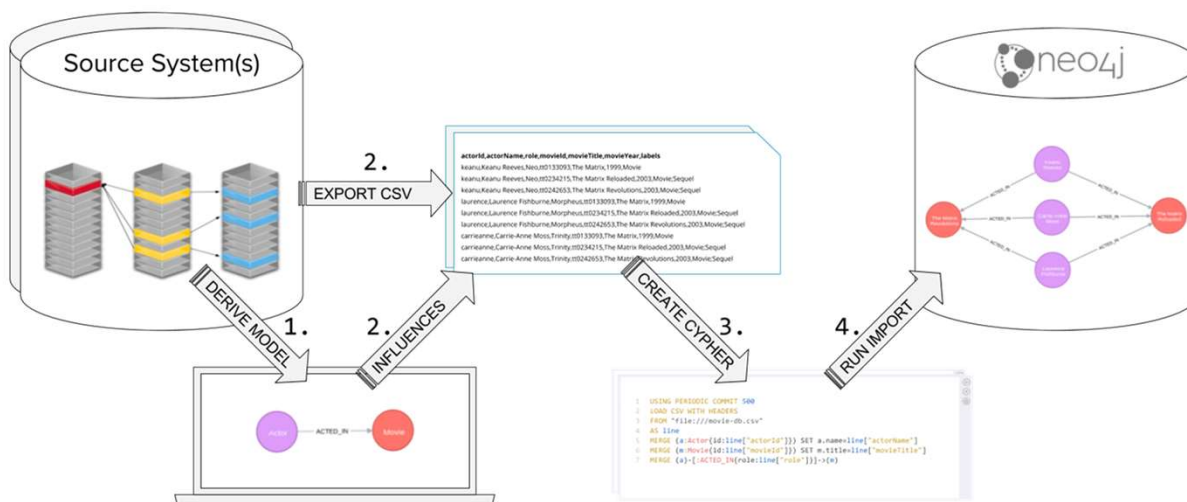 Source System(s)
neo4j
2.
EXPORT CSV
actorId,actorName,role,movieId,movieTitle,movieYear,labels
keanu,Keanu Reeves,Neo,tt0133093,The Matrix,1999,Movie
keanu,Keanu Reeves,Neo,tt0234215,The Matrix Reloaded,2003,Movie;Sequel
keanu,Keanu Reeves,Neo,tt0242653,The Matrix Revolutions,2003,Movie;Sequel
laurence,Laurence Fishburne,Morpheus,tt0133093,The Matrix,1999,Movie
laurence,Laurence Fishburne,Morpheus,tt0234215,The Matrix Reloaded,2003,Movie;Sequel
laurence,Laurence Fishburne,Morpheus,tt0242653,The Matrix Revolutions,2003,Movie;Sequel
carrieanne,Carrie-Anne Moss,Trinity,tt0133093,The Matrix,1999,Movie
carrieanne,Carrie-Anne Moss,Trinity,tt0234215,The Matrix Reloaded,2003,Movie;Sequel
carrieanne,Carrie-Anne Moss,Trinity,tt0242653,The Matrix Revolutions,2003,Movie;Sequel
ACTED_IN
ACTED_IN
ACTED_IN
ACTED_IN
ACTED_IN
ACTED_IN
DERIVE MODEL
1.
2.
INFLUENCES
CREATE CYPHER
3.
4.
RUN IMPORT
Actor
ACTED_IN
Movie
1 USING PERIODIC COMMIT 500
2 LOAD CSV WITH HEADERS
3 FROM "file:///movie-db.csv"
4 AS line
5 MERGE (a:Actor{id:line["actorId"]}) SET a.name=line["actorName"]
6 MERGE (m:Movie{id:line["movieId"]}) SET m.title=line["movieTitle"]
7 MERGE (a)-[:ACTED_IN{role:line["role"]}]->(m)